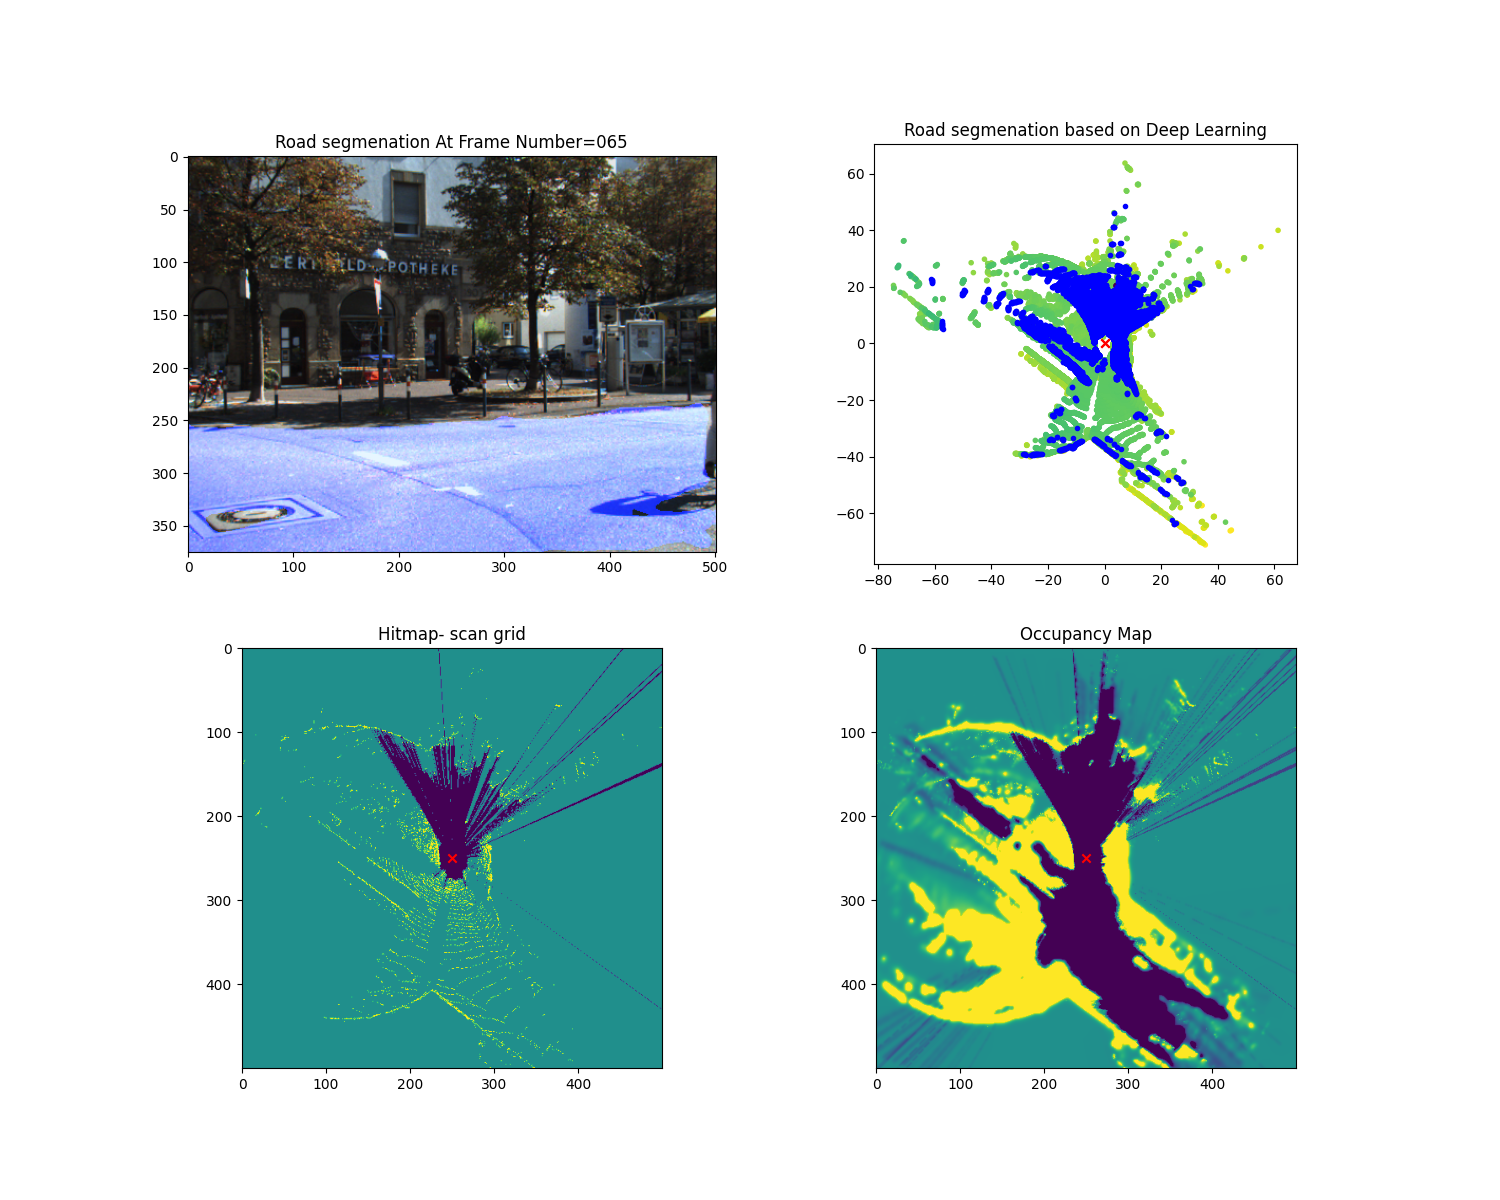 Road segmenation At Frame Number=065
0
50
100
150
200
250
300
350
0 100 200 300 400 500
APOTHEKE
Road segmenation based on Deep Learning
60
40
20
0
−20
−40
−60
−80 −60 −40 −20 0 20 40 60
Hitmap- scan grid
0
100
200
300
400
0 100 200 300 400
Occupancy Map
0
100
200
300
400
0 100 200 300 400